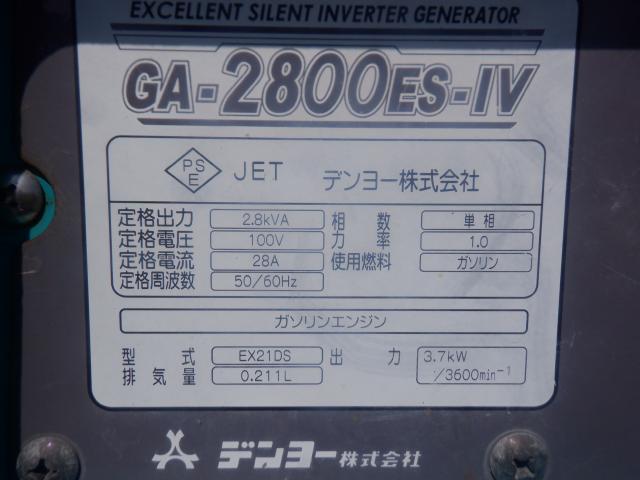 EXCELLENT SILENT INVERTER GENERATOR
GA-2800ES-IV
PS E JET デンヨー株式会社
定格出力 2.8kVA 相数 単相
定格電圧 100V 力率 1.0
定格電流 28A 使用燃料 ガソリン
定格周波数 50/60Hz
ガソリンエンジン
型式 EX21DS 出力 3.7kW
排気量 0.211L /3600min⁻¹
デンヨー株式会社